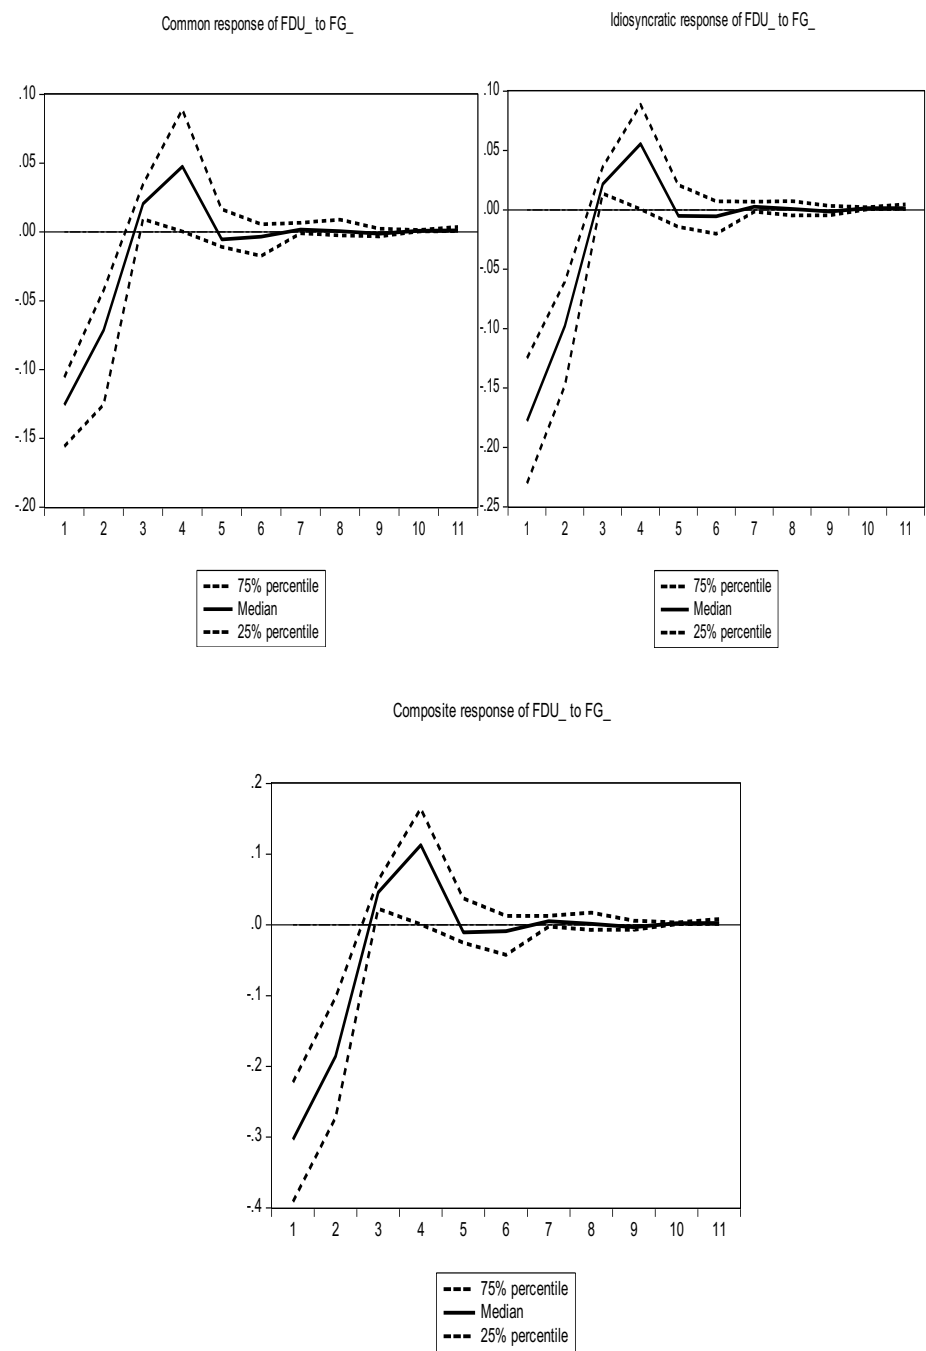 Common response of FDU_ to FG_
.10
.05
.00
-.05
-.10
-.15
-.20
1 2 3 4 5 6 7 8 9 10 11
75% percentile
Median
25% percentile
Idiosyncratic response of FDU_ to FG_
.10
.05
.00
-.05
-.10
-.15
-.20
-.25
1 2 3 4 5 6 7 8 9 10 11
75% percentile
Median
25% percentile
Composite response of FDU_ to FG_
.2
.1
.0
-.1
-.2
-.3
-.4
1 2 3 4 5 6 7 8 9 10 11
75% percentile
Median
25% percentile